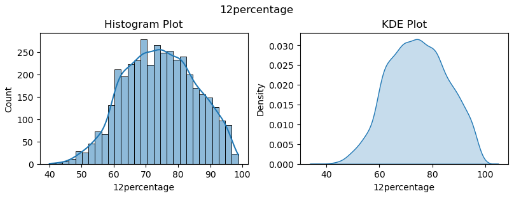 12percentage
Histogram Plot
250
200
150
100
50
0
Count
40 50 60 70 80 90 100
12percentage
KDE Plot
0.030
0.025
0.020
0.015
0.010
0.005
0.000
Density
40 60 80 100
12percentage